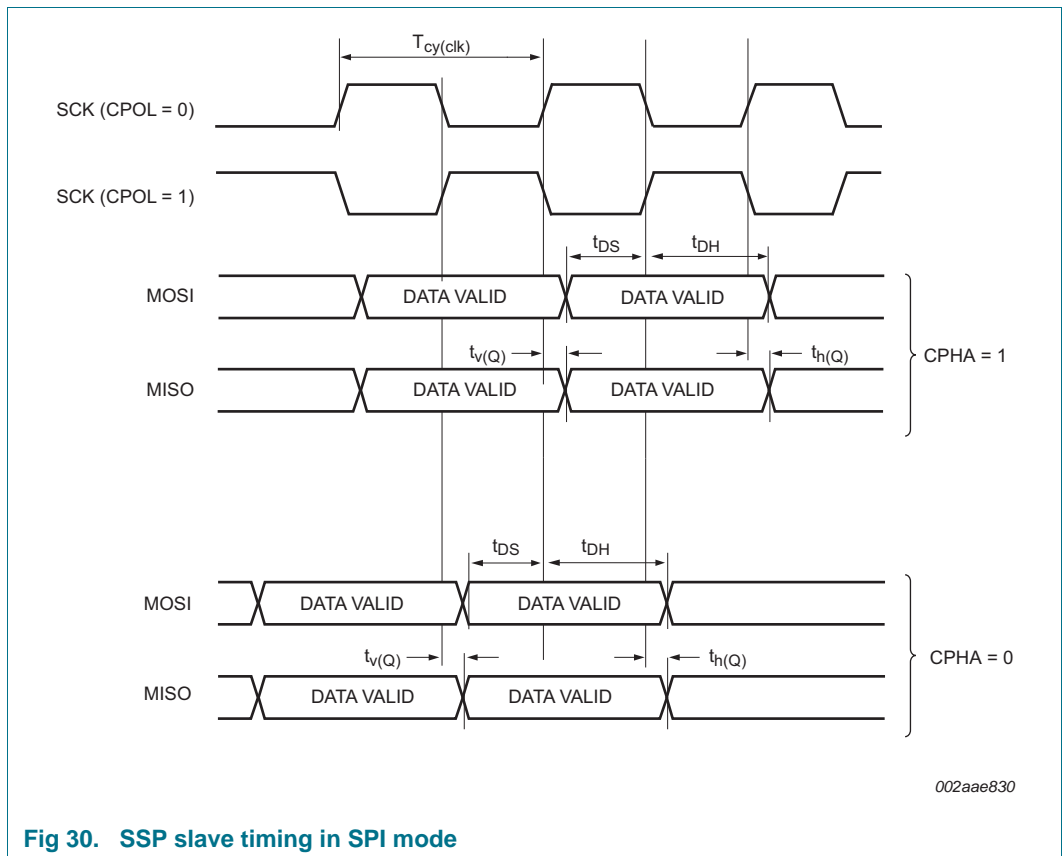 Tcy(clk)
SCK (CPOL = 0)
SCK (CPOL = 1)
tDS tDH
MOSI DATA VALID DATA VALID
tv(Q) th(Q)
CPHA = 1
MISO DATA VALID DATA VALID
tDS tDH
MOSI DATA VALID DATA VALID
tv(Q) th(Q)
CPHA = 0
MISO DATA VALID DATA VALID
002aae830
Fig 30. SSP slave timing in SPI mode